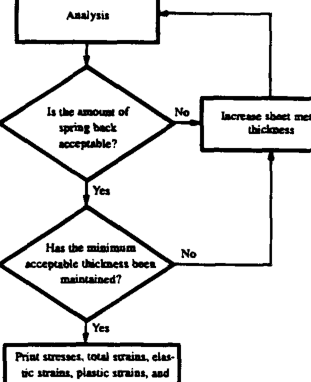 Analysis
Is the amount of
spring back
acceptable?
No
Increase sheet
thickness
Yes
Has the minimum
acceptable thickness been
maintained?
No
Yes
Print stresses, total strains, elas-
tic strains, plastic strains, and